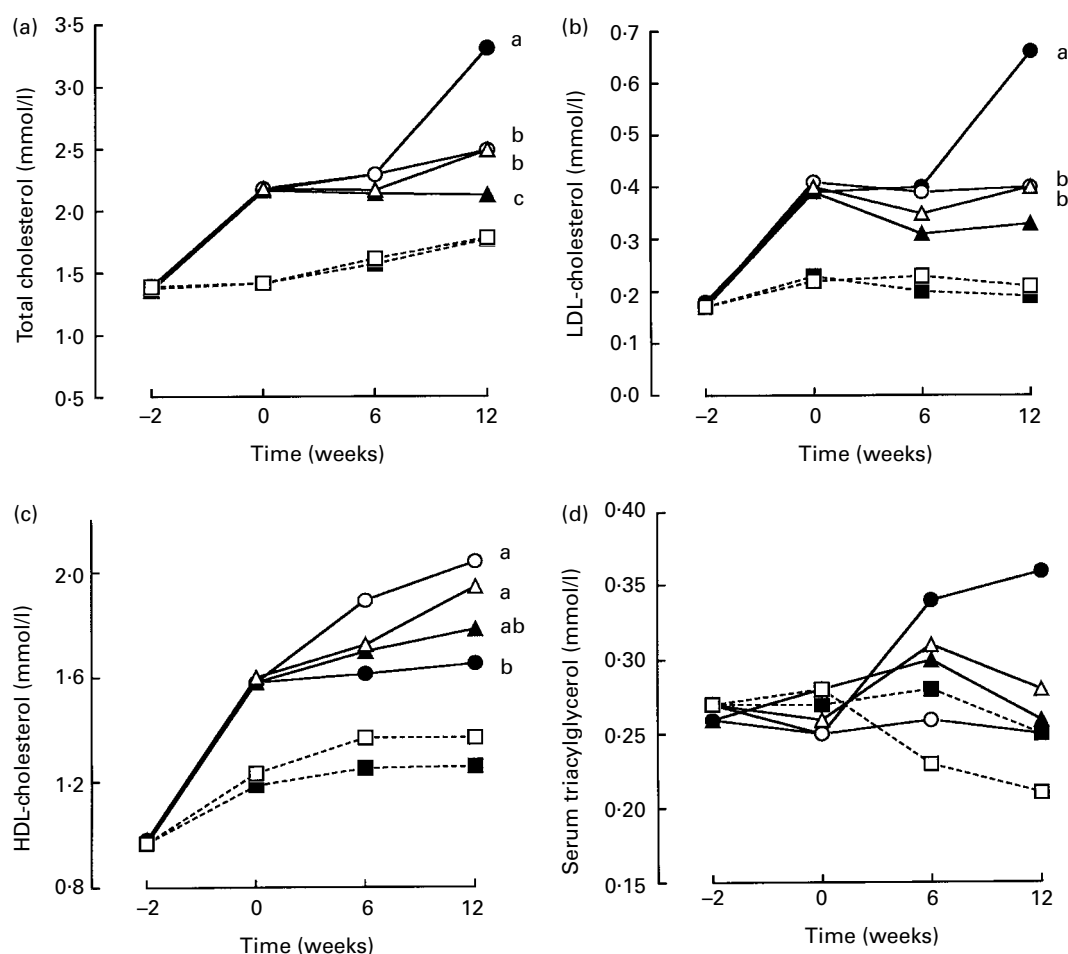 (a)
Total cholesterol (mmol/l)
3·5
3·0
2·5
2·0
1·5
1·0
0·5
a
b
b
c
–2 0 6 12
Time (weeks)
(b)
LDL-cholesterol (mmol/l)
0·7
0·6
0·5
0·4
0·3
0·2
0·1
0·0
a
b
b
–2 0 6 12
Time (weeks)
(c)
HDL-cholesterol (mmol/l)
2·0
1·6
1·2
0·8
a
a
ab
b
–2 0 6 12
Time (weeks)
(d)
Serum triacylglycerol (mmol/l)
0·40
0·35
0·30
0·25
0·20
0·15
–2 0 6 12
Time (weeks)